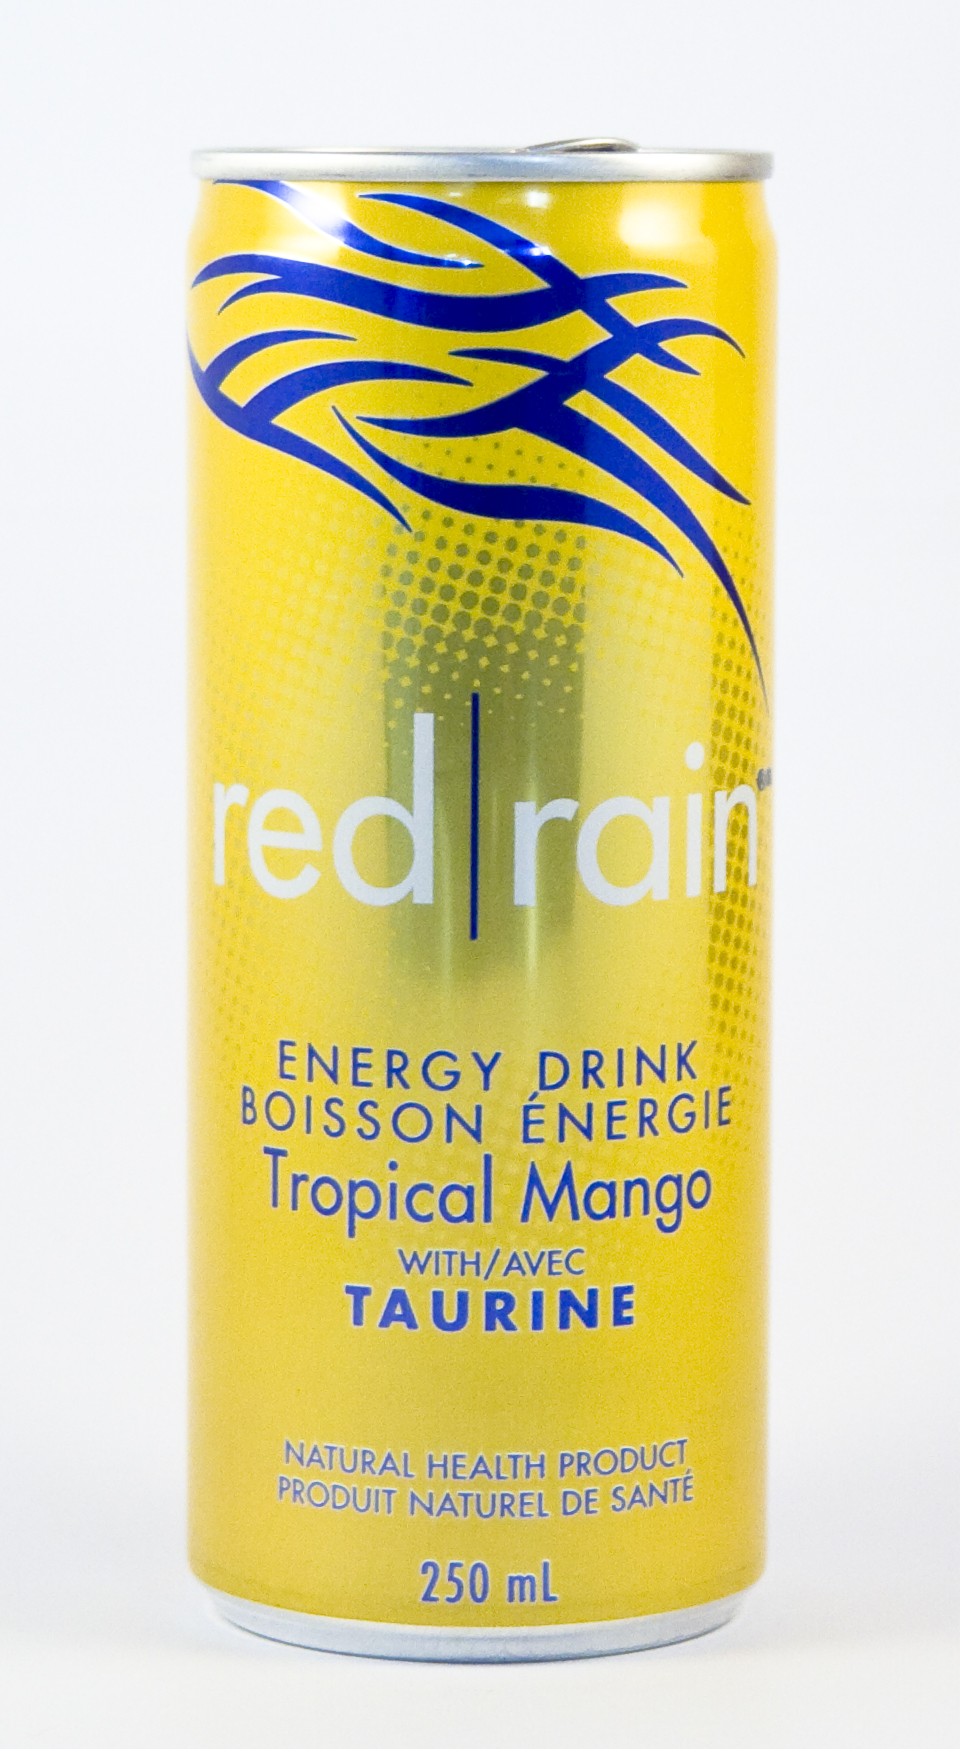 red|rain
ENERGY DRINK
BOISSON ÉNERGIE
Tropical Mango
WITH/AVEC
TAURINE
NATURAL HEALTH PRODUCT
PRODUIT NATUREL DE SANTÉ
250 mL